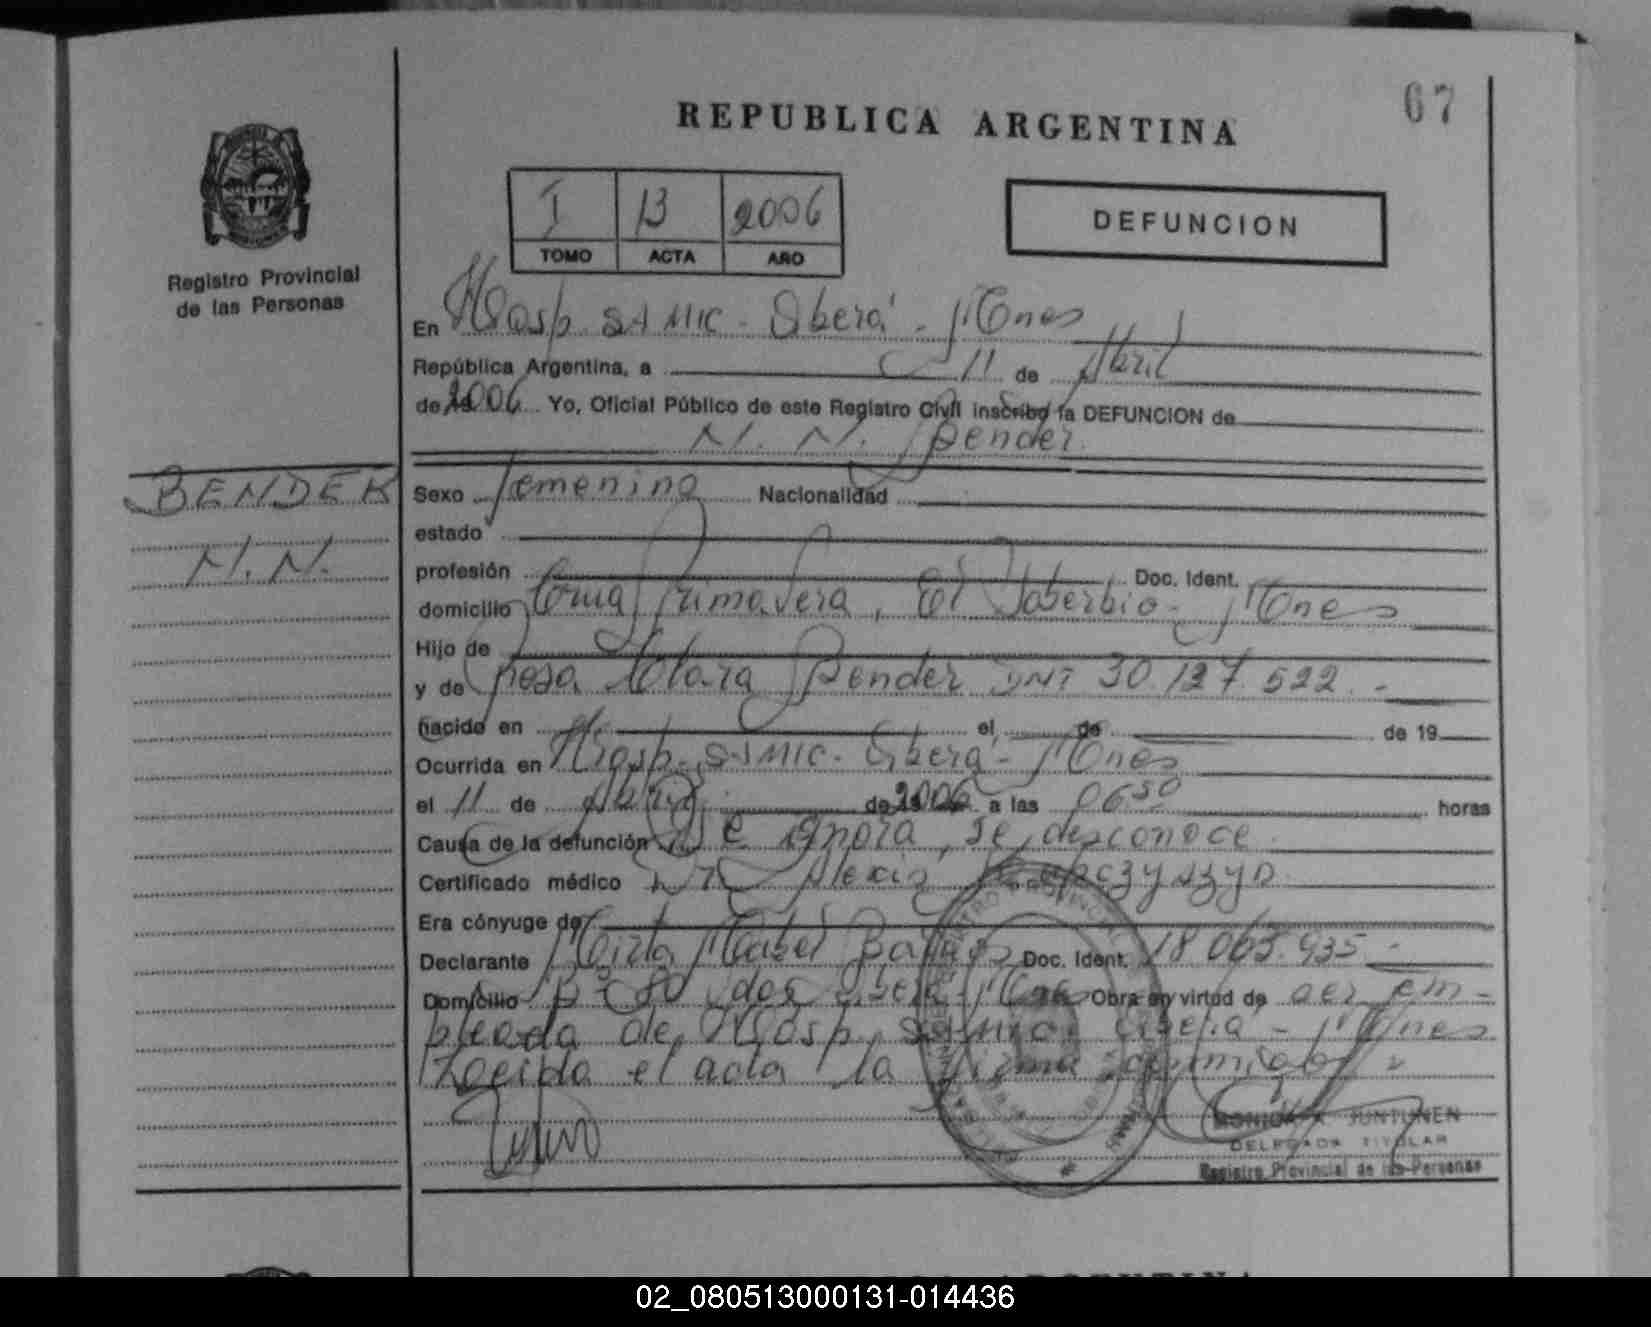 67
REPUBLICA ARGENTINA
I 13 2006
TOMO ACTA AÑO
DEFUNCION
Registro Provincial
de las Personas
En Hosp. SAMIC - Oberá - Mnes
República Argentina, a 11 de Abril
de 2006 Yo, Oficial Público de este Registro Civil inscribo la DEFUNCION de
N. N. Bender
BENDER
N. N.
Sexo femenino Nacionalidad
estado
profesión Doc. Ident.
domicilio Primavera, El Soberbio - Mnes
Hijo de
y de Rosa Clara Bender DNI 30.127.522.-
nacido en el de de 19
Ocurrida en Hosp. SAMIC - Oberá - Mnes
el 11 de Abril de 2006 a las 06 50 horas
Causa de la defunción Se ignora, se desconoce
Certificado médico Alexis
Era cónyuge de
Declarante Mirta Mabel Doc. Ident. 18.063.935 -
Domicilio Oberá - Mnes Obra en virtud de ser em-
pleada de Hosp. Samic. Oberá - Mnes
Leída el acta la firma
MONICA JUNTUNEN
DELEGADA TITULAR
Registro Provincial de las Personas
02_080513000131-014436